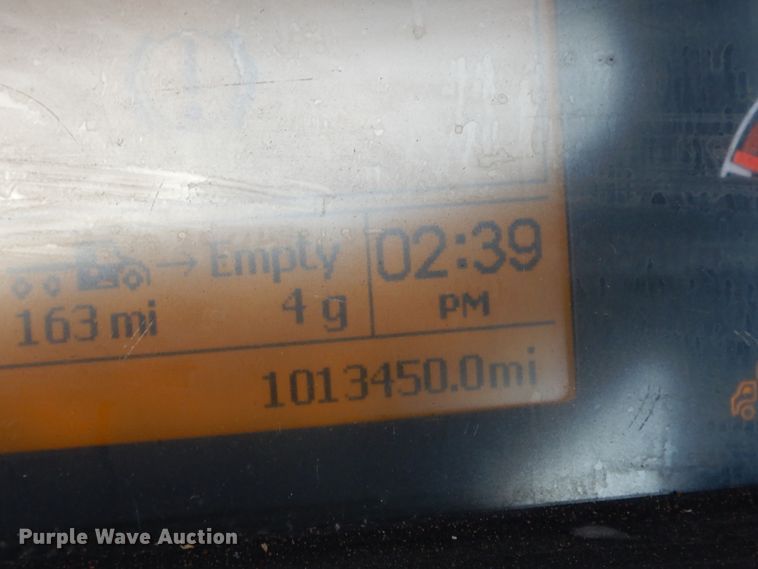 → Empty
163 mi 4 g
02:39
PM
1013450.0mi
Purple Wave Auction